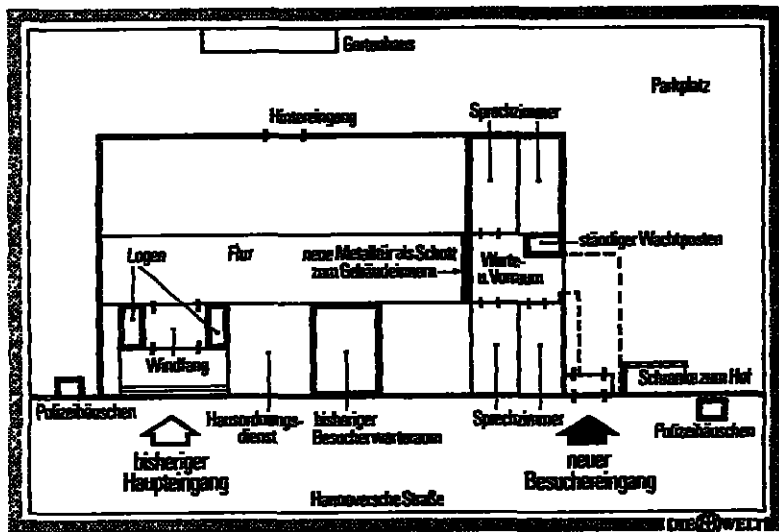 Gartenhaus
Parkplatz
Hintereingang
Sprechzimmer
ständiger Wachtposten
Logen
Flur
neue Metalltür als Schott
zum Gebäudeinnern
Warte-
u. Vorraum
Windfang
Schranke zum Hof
Polizeihäuschen
Hausordnungs-
dienst
bisheriger
Besucherwarteraum
Sprechzimmer
Polizeihäuschen
bisheriger
Haupteingang
neuer
Besuchereingang
Hannoversche Straße
DIE WELT